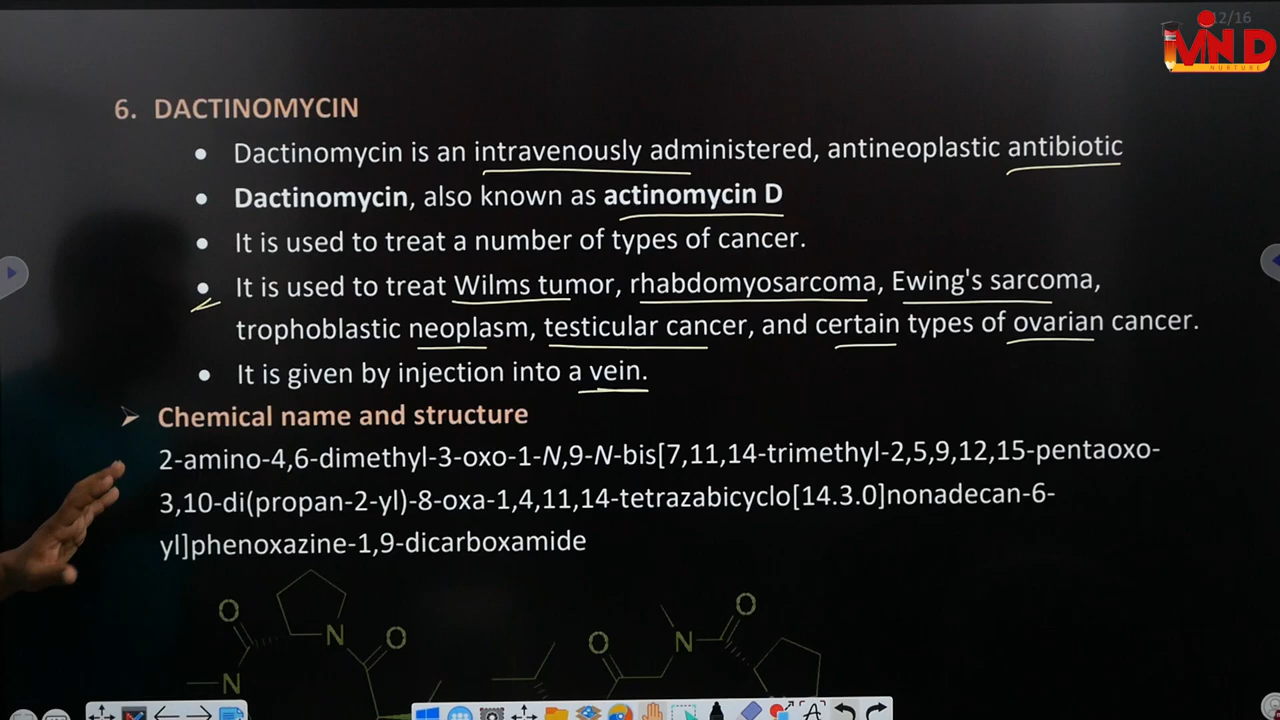 12/16
MIND
NURTURE
6. DACTINOMYCIN
• Dactinomycin is an intravenously administered, antineoplastic antibiotic
• Dactinomycin, also known as actinomycin D
• It is used to treat a number of types of cancer.
• It is used to treat Wilms tumor, rhabdomyosarcoma, Ewing's sarcoma,
trophoblastic neoplasm, testicular cancer, and certain types of ovarian cancer.
• It is given by injection into a vein.
➢ Chemical name and structure
2-amino-4,6-dimethyl-3-oxo-1-N,9-N-bis[7,11,14-trimethyl-2,5,9,12,15-pentaoxo-
3,10-di(propan-2-yl)-8-oxa-1,4,11,14-tetrazabicyclo[14.3.0]nonadecan-6-
yl]phenoxazine-1,9-dicarboxamide
O O N O O N
N